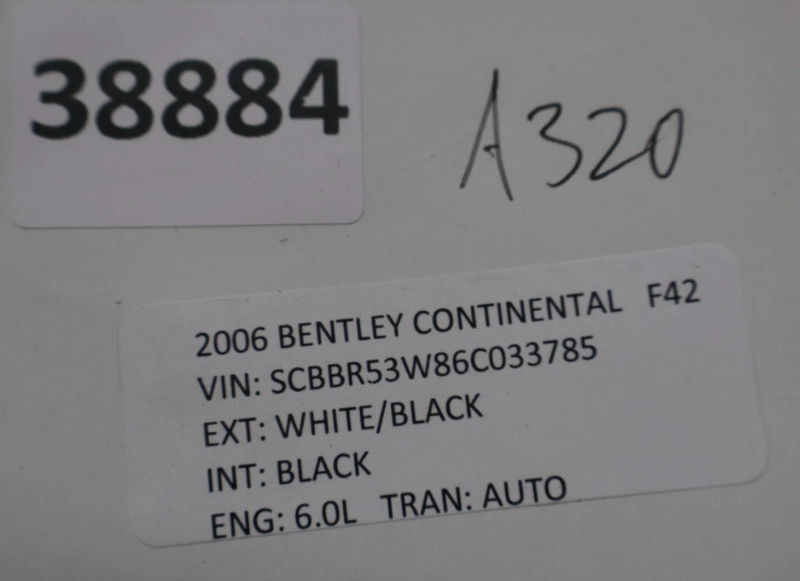 38884
A320
2006 BENTLEY CONTINENTAL F42
VIN: SCBBR53W86C033785
EXT: WHITE/BLACK
INT: BLACK
ENG: 6.0L TRAN: AUTO